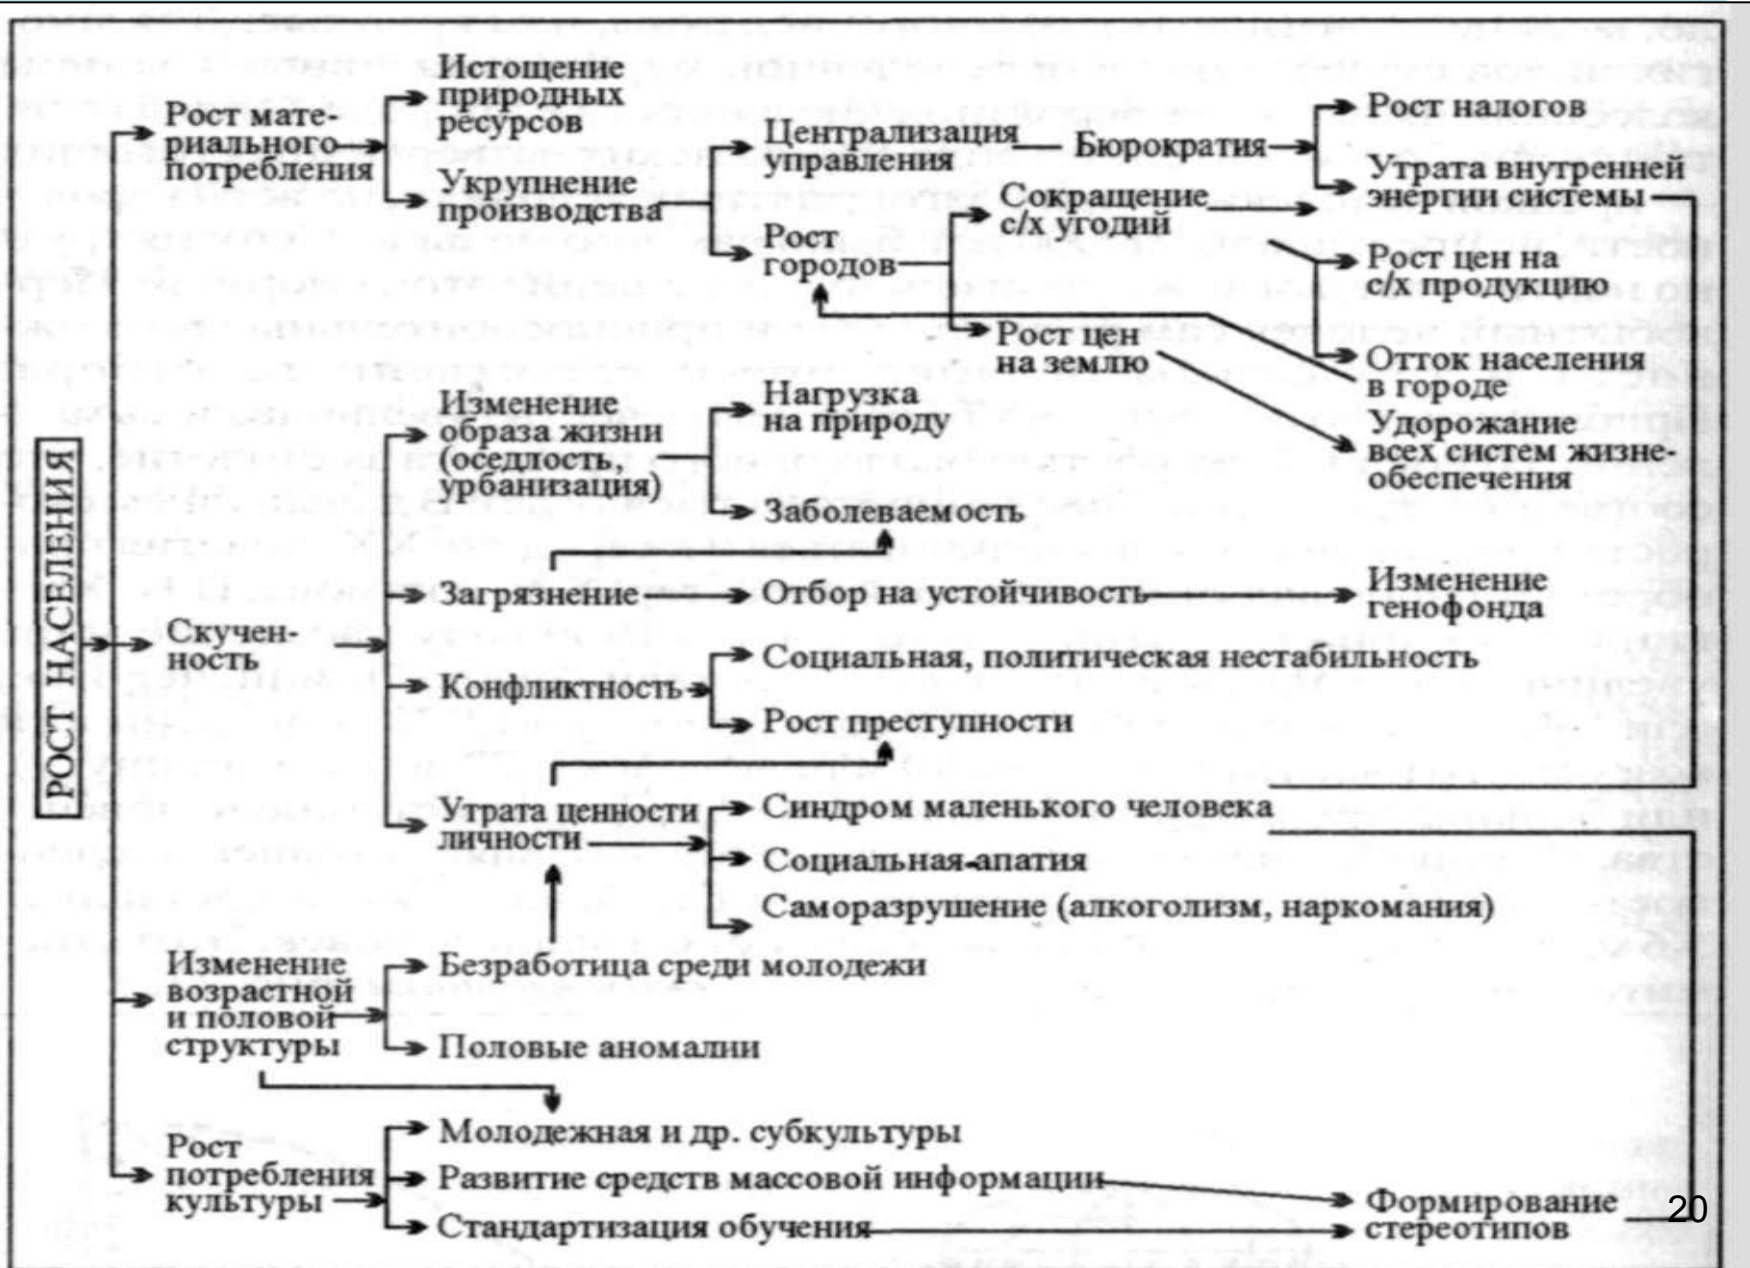 РОСТ НАСЕЛЕНИЯ
Рост мате-
риального
потребления
Истощение
природных
ресурсов
Укрупнение
производства
Централизация
управления
Бюрократия
Рост налогов
Утрата внутренней
энергии системы
Рост
городов
Сокращение
с/х угодий
Рост цен на
с/х продукцию
Отток населения
в городе
Рост цен
на землю
Удорожание
всех систем жизне-
обеспечения
Скучен-
ность
Изменение
образа жизни
(оседлость,
урбанизация)
Нагрузка
на природу
Заболеваемость
Загрязнение
Отбор на устойчивость
Изменение
генофонда
Конфликтность
Социальная, политическая нестабильность
Рост преступности
Утрата ценности
личности
Синдром маленького человека
Социальная апатия
Саморазрушение (алкоголизм, наркомания)
Изменение
возрастной
и половой
структуры
Безработица среди молодежи
Половые аномалии
Рост
потребления
культуры
Молодежная и др. субкультуры
Развитие средств массовой информации
Стандартизация обучения
Формирование
стереотипов
20